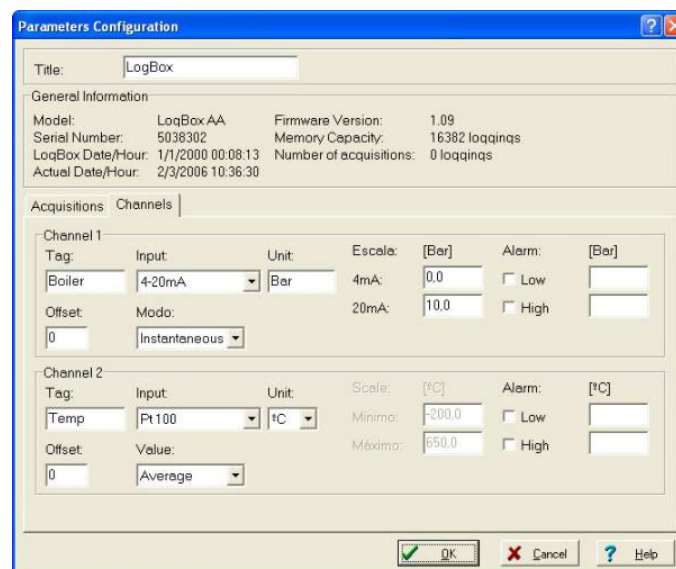 Parameters Configuration
Title: LogBox
General Information
Model: LogBox AA Firmware Version: 1.09
Serial Number: 5038302 Memory Capacity: 16382 loggings
LogBox Date/Hour: 1/1/2000 00:08:13 Number of acquisitions: 0 loggings
Actual Date/Hour: 2/3/2006 10:36:30
Acquisitions Channels
Channel 1
Tag: Input: Unit: Escala: [Bar] Alarm: [Bar]
Boiler 4-20mA Bar 4mA: 0,0 Low
Offset: Modo: 20mA: 10,0 High
0 Instantaneous
Channel 2
Tag: Input: Unit: Scale: [ºC] Alarm: [ºC]
Temp Pt100 ºC Mínimo: -200,0 Low
Offset: Value: Máximo: 650,0 High
0 Average
OK Cancel ? Help